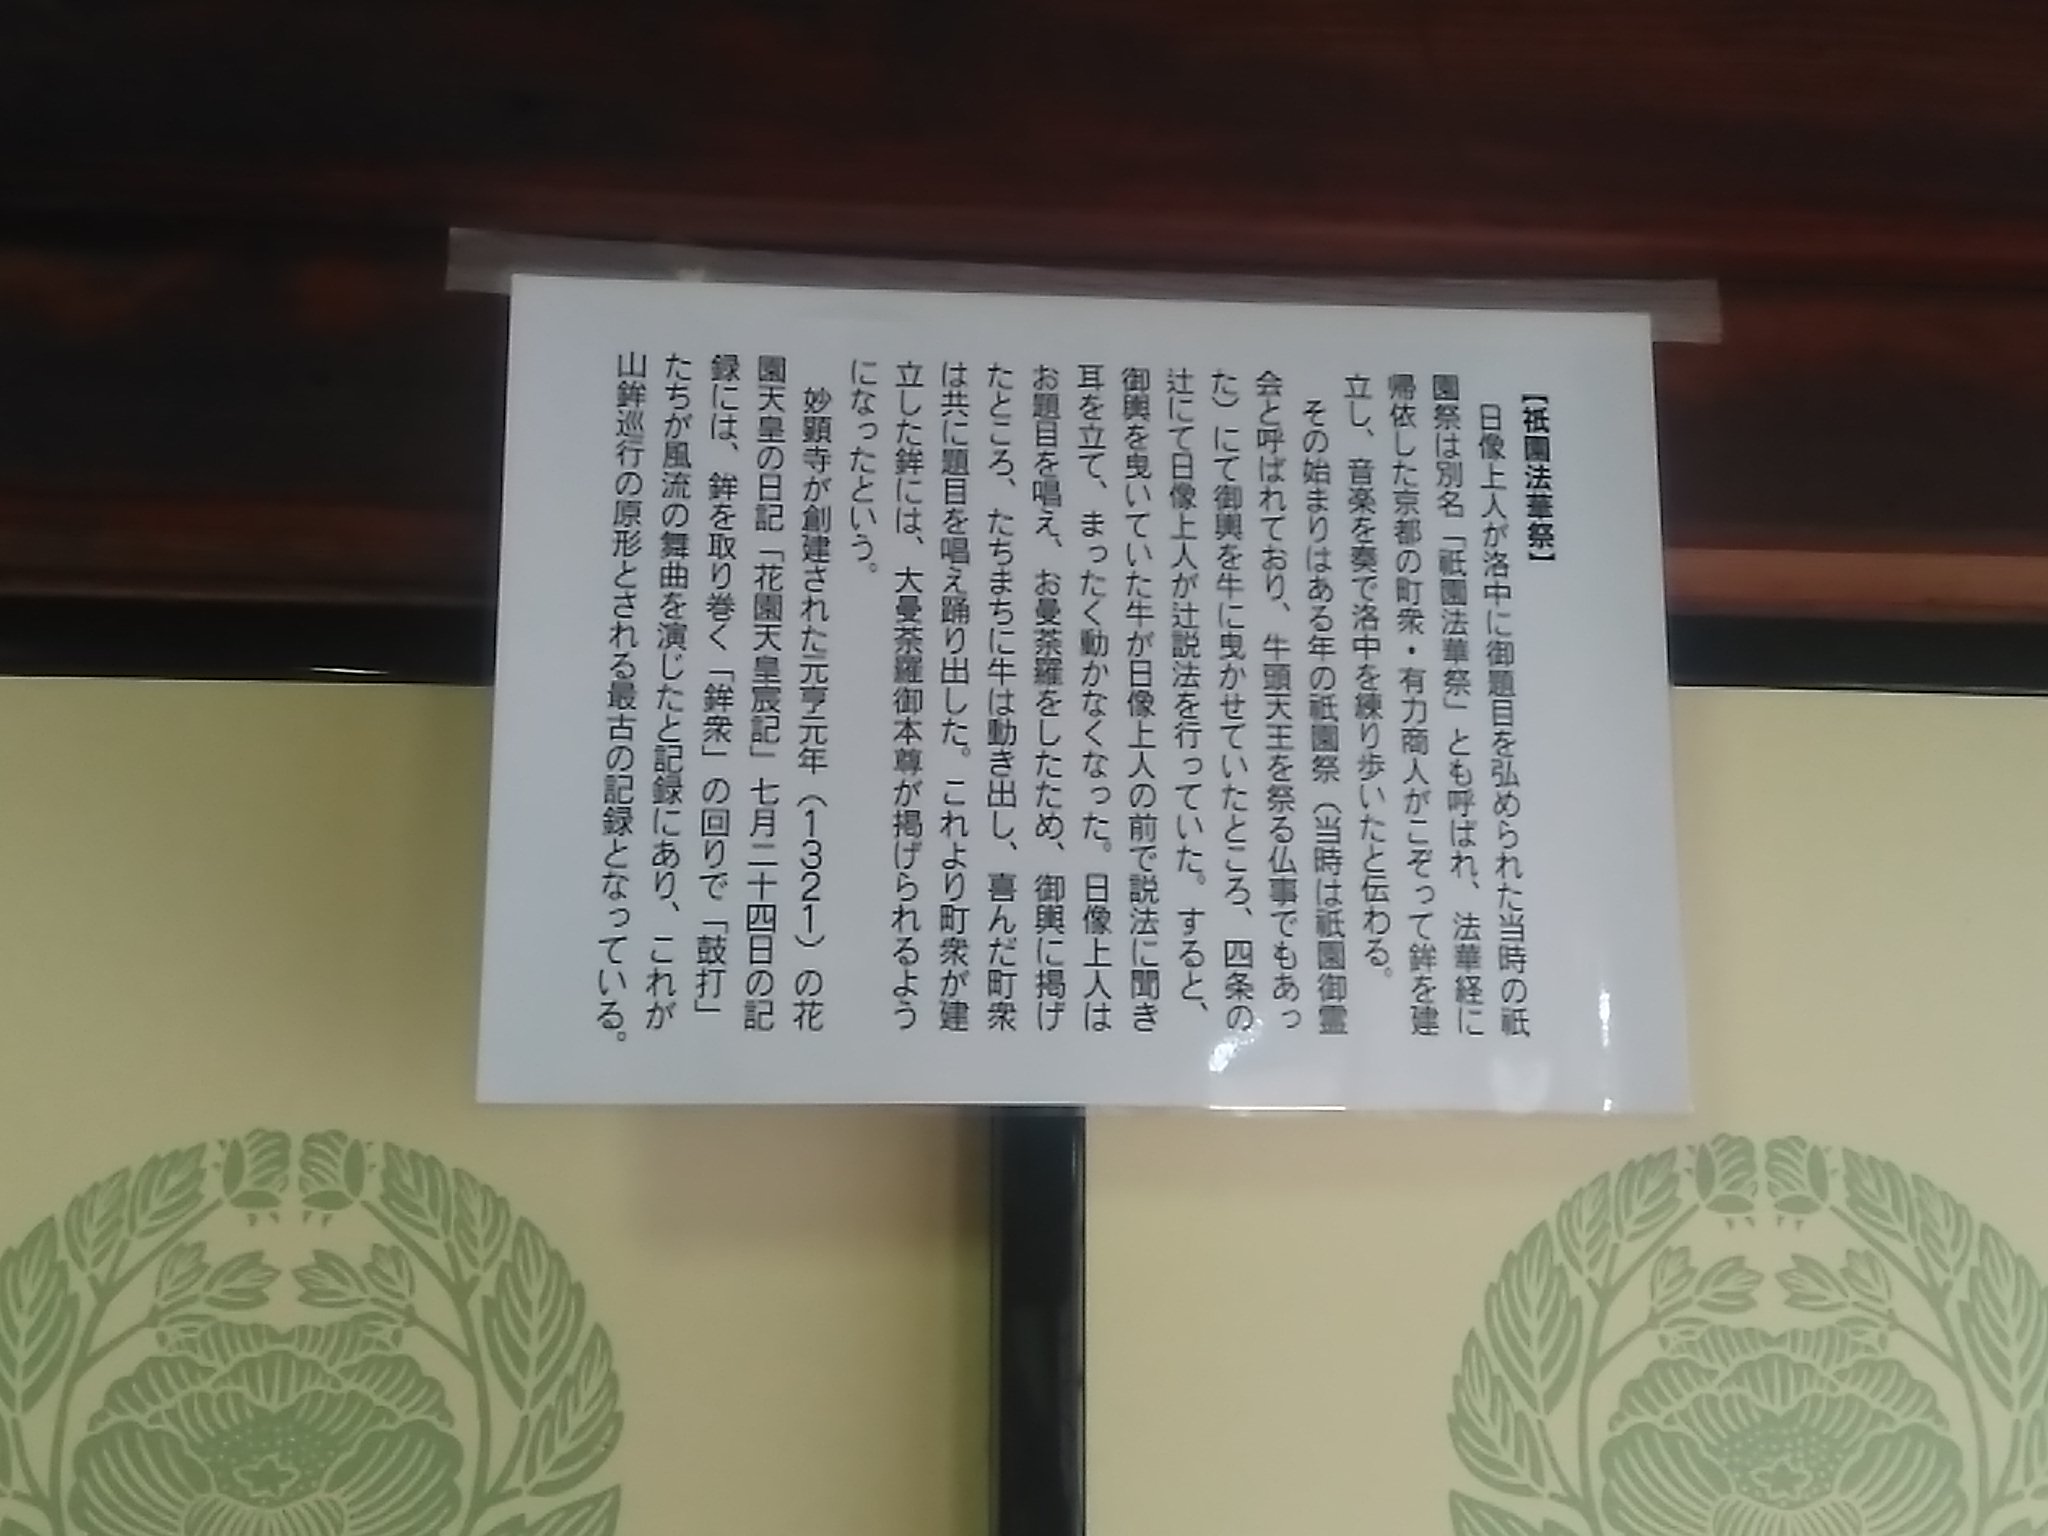 【祇園法華祭】
日像上人が洛中に御題目を弘められた当時の祇
園祭は別名「祇園法華祭」とも呼ばれ、法華経に
帰依した京都の町衆・有力商人がこぞって鉾を建
立し、音楽を奏で洛中を練り歩いたと伝わる。
その始まりはある年の祇園祭（当時は祇園御霊
会と呼ばれており、牛頭天王を祭る仏事でもあっ
た）にて御輿を牛に曳かせていたところ、四条の
辻にて日像上人が辻説法を行っていた。すると、
御輿を曳いていた牛が日像上人の前で説法に聞き
耳を立て、まったく動かなくなった。日像上人は
お題目を唱え、お曼荼羅をしたため、御輿に掲げ
たところ、たちまちに牛は動き出し、喜んだ町衆
は共に題目を唱え踊り出した。これより町衆が建
立した鉾には、大曼荼羅御本尊が掲げられるよう
になったという。
妙顕寺が創建された元亨元年（1321）の花
園天皇の日記「花園天皇宸記」七月二十四日の記
録には、鉾を取り巻く「鉾衆」の回りで「鼓打」
たちが風流の舞曲を演じたと記録にあり、これが
山鉾巡行の原形とされる最古の記録となっている。